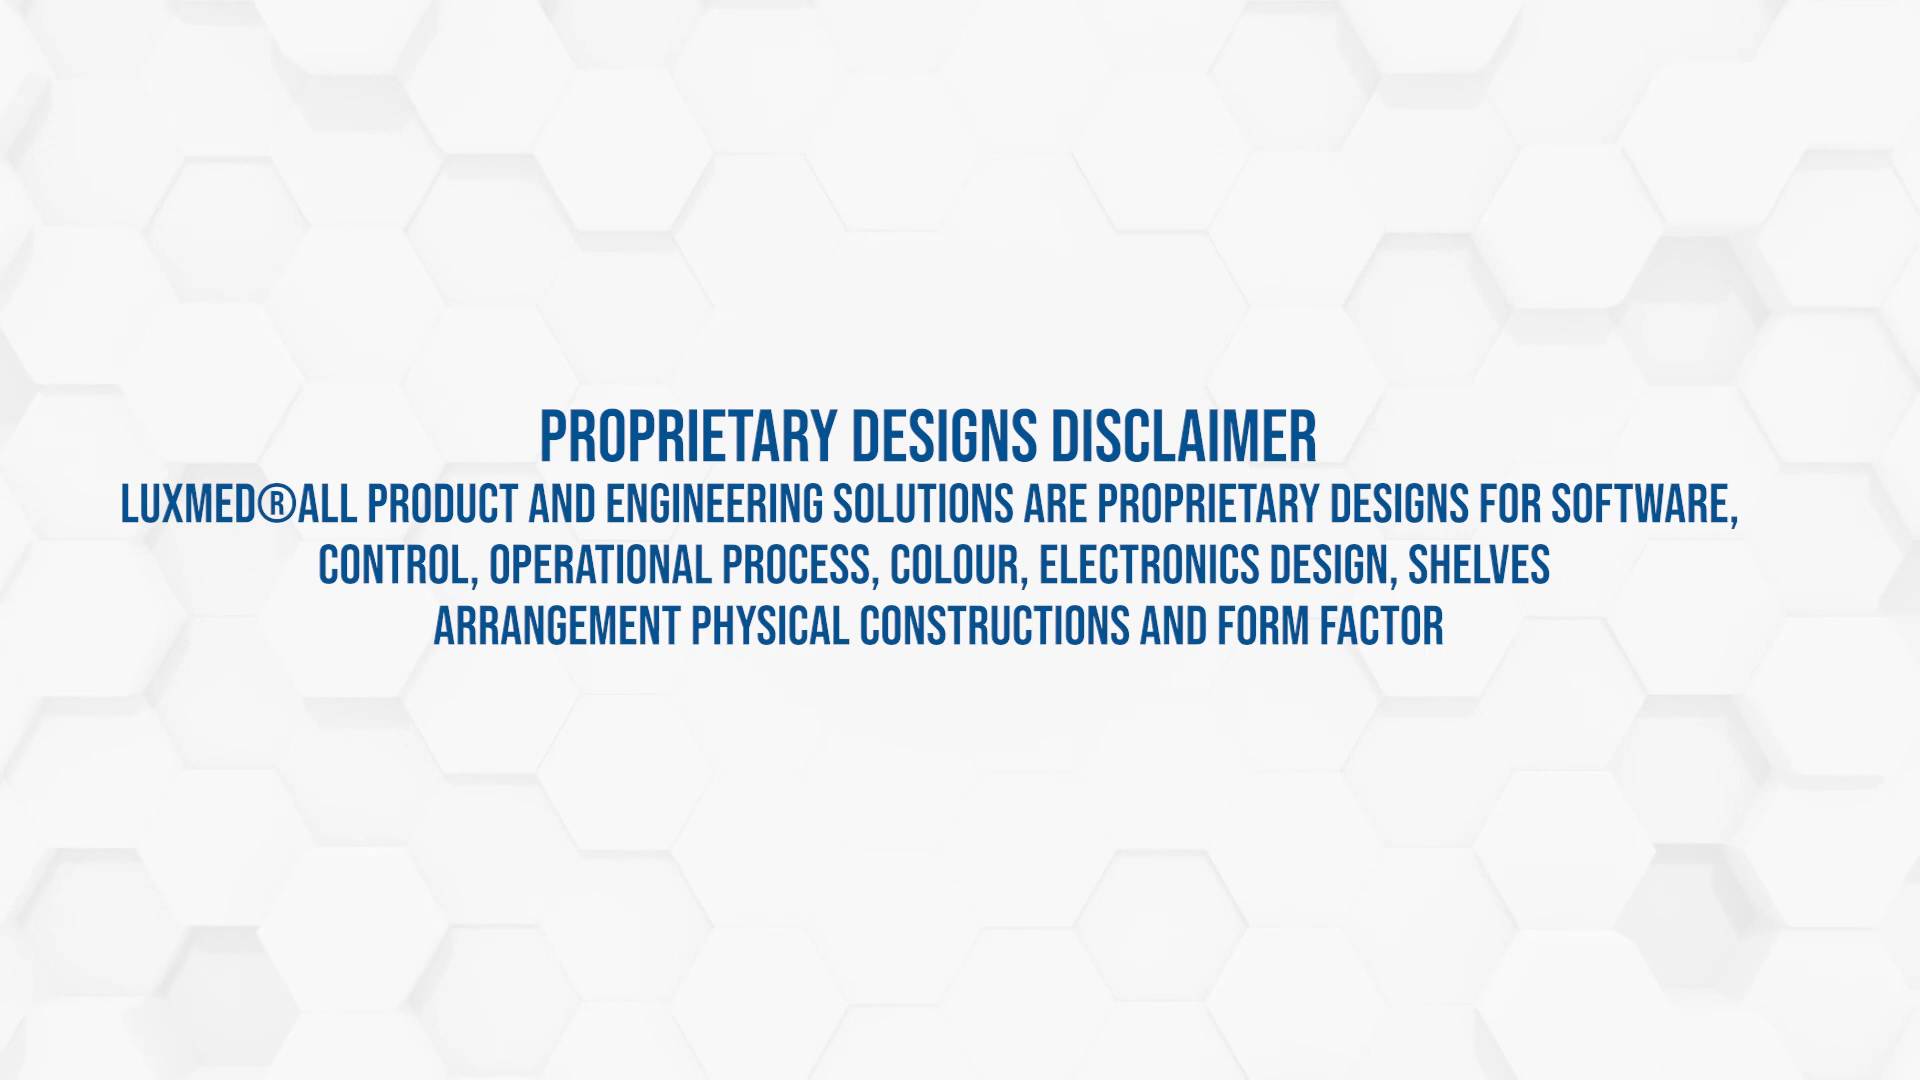 PROPRIETARY DESIGNS DISCLAIMER
LUXMED®ALL PRODUCT AND ENGINEERING SOLUTIONS ARE PROPRIETARY DESIGNS FOR SOFTWARE,
CONTROL, OPERATIONAL PROCESS, COLOUR, ELECTRONICS DESIGN, SHELVES
ARRANGEMENT PHYSICAL CONSTRUCTIONS AND FORM FACTOR